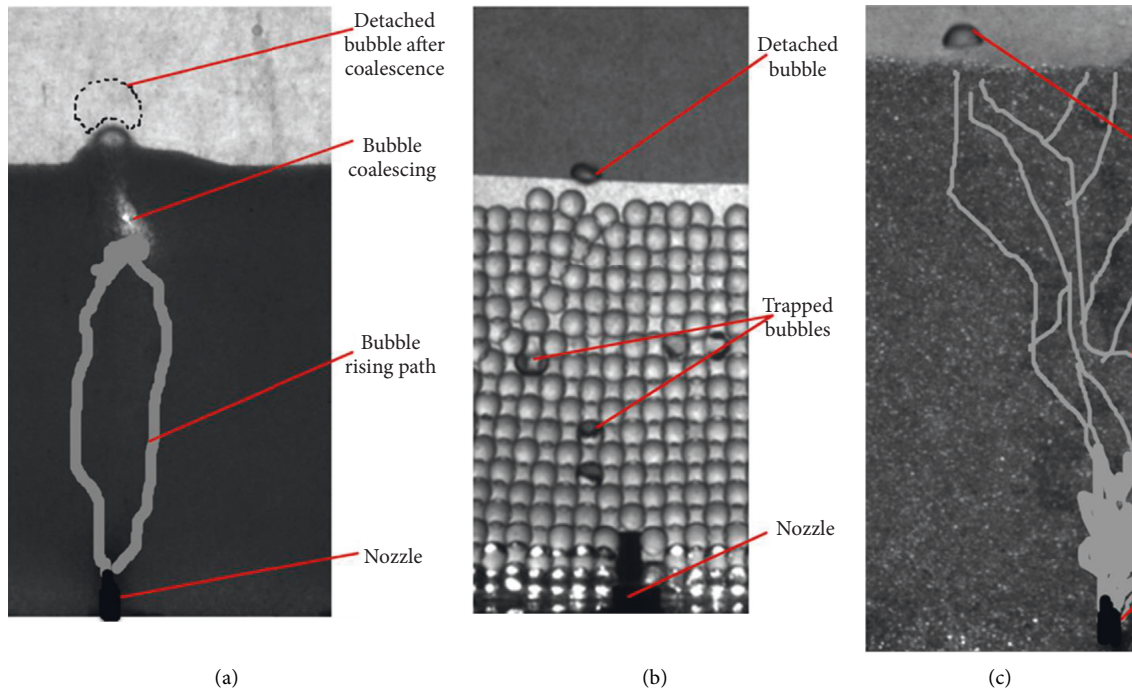 Detached
bubble after
coalescence
Bubble
coalescing
Bubble
rising path
Nozzle
(a)
Detached
bubble
Trapped
bubbles
Nozzle
(b)
(c)